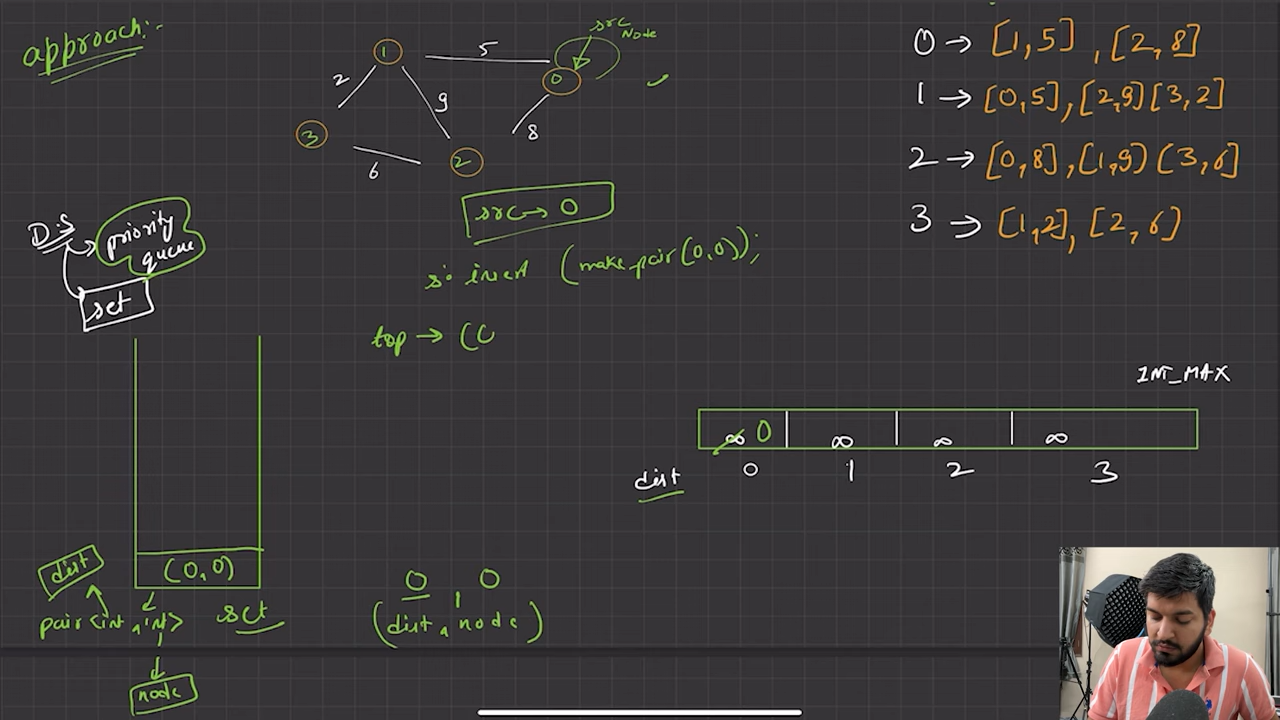 approach:-
src
Node
1
5
0
2
9
8
3
6
2
0 → [1,5] , [2,8]
1 → [0,5], [2,9] [3,2]
2 → [0,8], [1,9) (3,6]
3 → [1,2], [2,6]
D.S
priority
queue
set
src → 0
s. insert (make_pair(0,0));
top → (0
INT_MAX
∞ 0 ∞ ∞ ∞
dist 0 1 2 3
dist
(0,0)
pair<int, int> set
node
0 , 0
(dist, node)